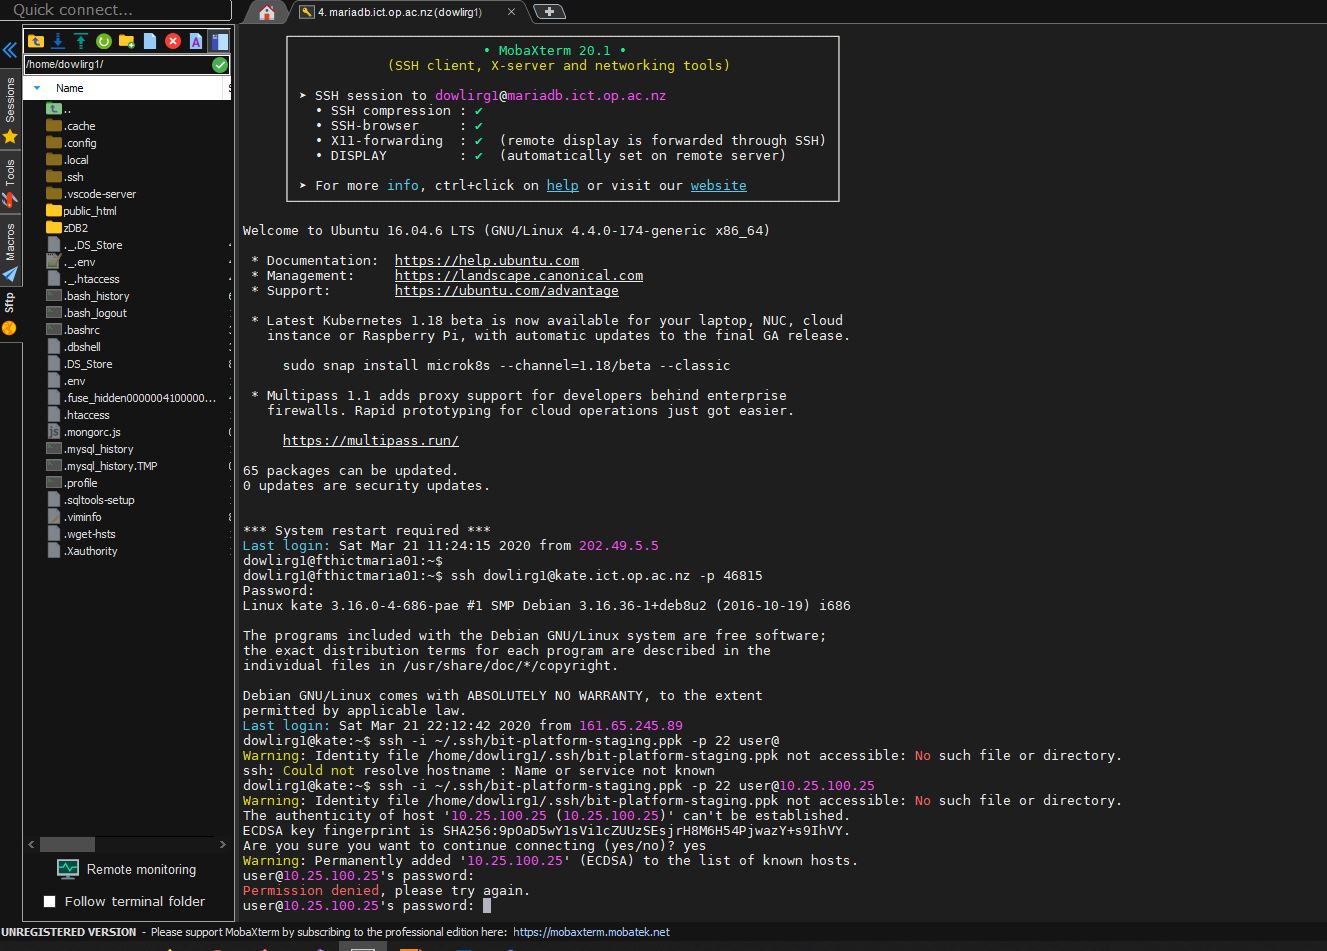 Quick connect...
4. mariadb.ict.op.ac.nz (dowlirg1)
/home/dowlirg1/
Name
..
.cache
.config
.local
.ssh
.vscode-server
public_html
zDB2
._.DS_Store
._.env
._.htaccess
.bash_history
.bash_logout
.bashrc
.dbshell
.DS_Store
.env
.fuse_hidden0000004100000...
.htaccess
.mongorc.js
.mysql_history
.mysql_history.TMP
.profile
.sqltools-setup
.viminfo
.wget-hsts
.Xauthority
Sessions
Tools
Macros
Sftp
Remote monitoring
Follow terminal folder
• MobaXterm 20.1 •
(SSH client, X-server and networking tools)
➤ SSH session to dowlirg1@mariadb.ict.op.ac.nz
• SSH compression : ✔
• SSH-browser     : ✔
• X11-forwarding  : ✔  (remote display is forwarded through SSH)
• DISPLAY         : ✔  (automatically set on remote server)
➤ For more info, ctrl+click on help or visit our website
Welcome to Ubuntu 16.04.6 LTS (GNU/Linux 4.4.0-174-generic x86_64)
* Documentation:  https://help.ubuntu.com
* Management:     https://landscape.canonical.com
* Support:        https://ubuntu.com/advantage
* Latest Kubernetes 1.18 beta is now available for your laptop, NUC, cloud
instance or Raspberry Pi, with automatic updates to the final GA release.
sudo snap install microk8s --channel=1.18/beta --classic
* Multipass 1.1 adds proxy support for developers behind enterprise
firewalls. Rapid prototyping for cloud operations just got easier.
https://multipass.run/
65 packages can be updated.
0 updates are security updates.
*** System restart required ***
Last login: Sat Mar 21 11:24:15 2020 from 202.49.5.5
dowlirg1@fthictmaria01:~$
dowlirg1@fthictmaria01:~$ ssh dowlirg1@kate.ict.op.ac.nz -p 46815
Password:
Linux kate 3.16.0-4-686-pae #1 SMP Debian 3.16.36-1+deb8u2 (2016-10-19) i686
The programs included with the Debian GNU/Linux system are free software;
the exact distribution terms for each program are described in the
individual files in /usr/share/doc/*/copyright.
Debian GNU/Linux comes with ABSOLUTELY NO WARRANTY, to the extent
permitted by applicable law.
Last login: Sat Mar 21 22:12:42 2020 from 161.65.245.89
dowlirg1@kate:~$ ssh -i ~/.ssh/bit-platform-staging.ppk -p 22 user@
Warning: Identity file /home/dowlirg1/.ssh/bit-platform-staging.ppk not accessible: No such file or directory.
ssh: Could not resolve hostname : Name or service not known
dowlirg1@kate:~$ ssh -i ~/.ssh/bit-platform-staging.ppk -p 22 user@10.25.100.25
Warning: Identity file /home/dowlirg1/.ssh/bit-platform-staging.ppk not accessible: No such file or directory.
The authenticity of host '10.25.100.25 (10.25.100.25)' can't be established.
ECDSA key fingerprint is SHA256:9pOaD5wY1sVi1cZUUzSEsjrH8M6H54PjwazY+s9IhVY.
Are you sure you want to continue connecting (yes/no)? yes
Warning: Permanently added '10.25.100.25' (ECDSA) to the list of known hosts.
user@10.25.100.25's password:
Permission denied, please try again.
user@10.25.100.25's password:
UNREGISTERED VERSION - Please support MobaXterm by subscribing to the professional edition here: https://mobaxterm.mobatek.net